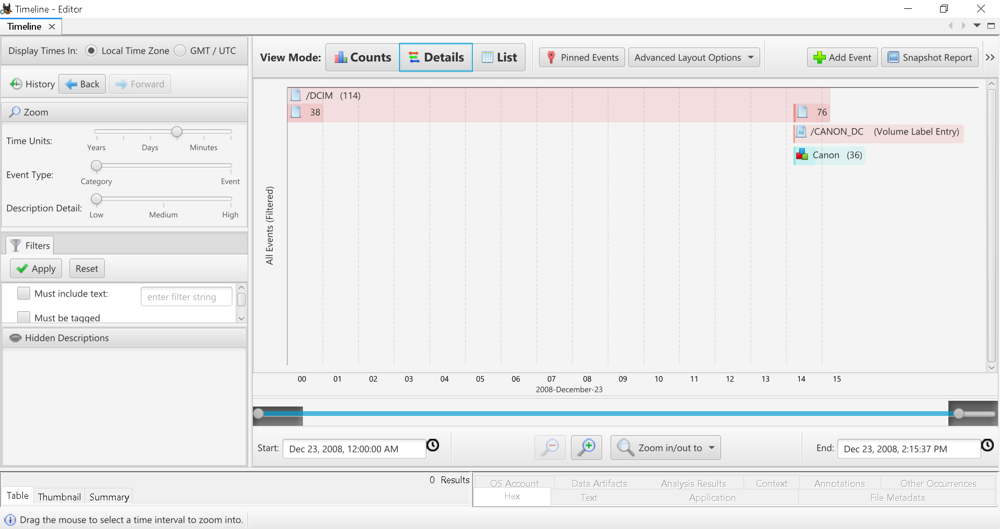 Timeline - Editor
Timeline
Display Times In: Local Time Zone GMT / UTC
History Back Forward
Zoom
Time Units:
Years Days Minutes
Event Type:
Category Event
Description Detail:
Low Medium High
Filters
Apply Reset
Must include text: enter filter string
Must be tagged
Hidden Descriptions
View Mode: Counts Details List Pinned Events Advanced Layout Options Add Event Snapshot Report
/DCIM (114)
38 76
/CANON_DC (Volume Label Entry)
Canon (36)
All Events (Filtered)
00 01 02 03 04 05 06 07 08 09 10 11 12 13 14 15
2008-December-23
Start: Dec 23, 2008, 12:00:00 AM Zoom in/out to End: Dec 23, 2008, 2:15:37 PM
0 Results
Table Thumbnail Summary
OS Account Data Artifacts Analysis Results Context Annotations Other Occurrences
Hex Text Application File Metadata
Drag the mouse to select a time interval to zoom into.